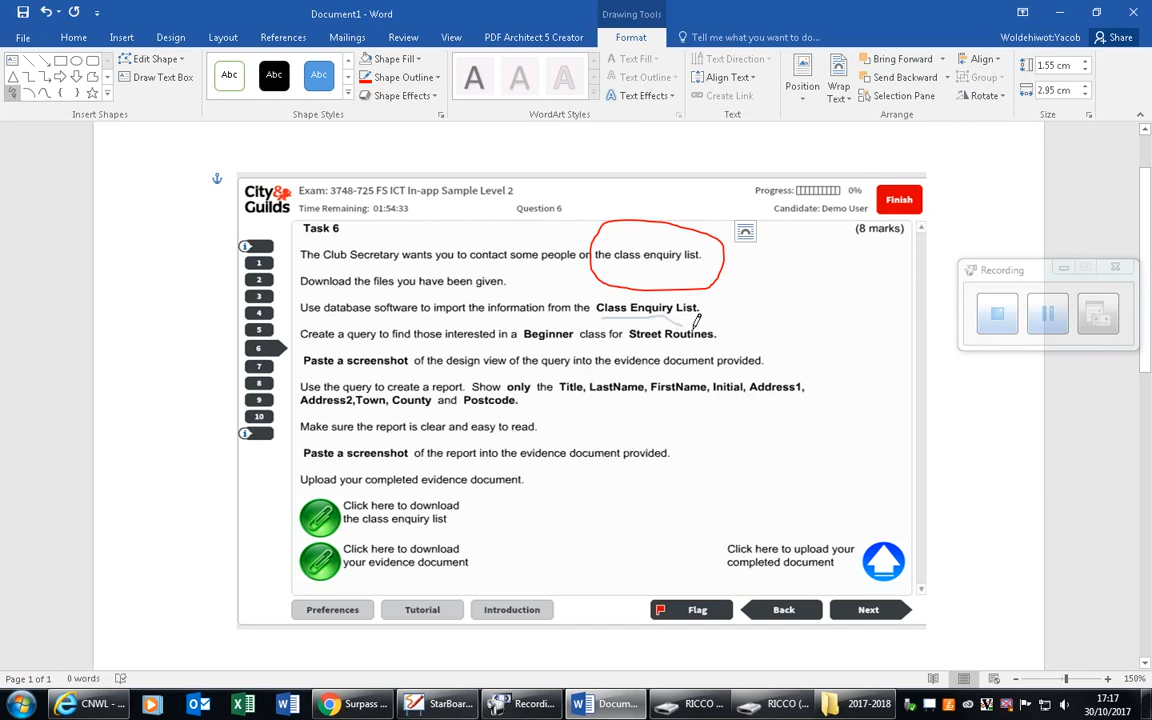 Document1 - Word
Drawing Tools
File
Home
Insert
Design
Layout
References
Mailings
Review
View
PDF Architect 5 Creator
Format
Tell me what you want to do...
Woldehiwot:Yacob
Share
Edit Shape
Draw Text Box
Insert Shapes
Abc
Abc
Abc
Shape Fill
Shape Outline
Shape Effects
Shape Styles
A
A
A
Text Fill
Text Outline
Text Effects
WordArt Styles
Text Direction
Align Text
Create Link
Text
Position
Wrap
Text
Bring Forward
Send Backward
Selection Pane
Align
Group
Rotate
Arrange
1.55 cm
2.95 cm
Size
City&
Guilds
Exam: 3748-725 FS ICT In-app Sample Level 2
Time Remaining: 01:54:33
Question 6
Progress:
0%
Candidate: Demo User
Finish
1
2
3
4
5
6
7
8
9
10
Task 6
(8 marks)
The Club Secretary wants you to contact some people on the class enquiry list.
Download the files you have been given.
Use database software to import the information from the Class Enquiry List.
Create a query to find those interested in a Beginner class for Street Routines.
Paste a screenshot of the design view of the query into the evidence document provided.
Use the query to create a report. Show only the Title, LastName, FirstName, Initial, Address1,
Address2,Town, County and Postcode.
Make sure the report is clear and easy to read.
Paste a screenshot of the report into the evidence document provided.
Upload your completed evidence document.
Click here to download
the class enquiry list
Click here to download
your evidence document
Click here to upload your
completed document
Preferences
Tutorial
Introduction
Flag
Back
Next
Recording
Page 1 of 1
0 words
150%
CNWL - ...
Surpass ...
StarBoar...
Recordi...
Docum...
RICCO ...
RICCO (...
2017-2018
17:17
30/10/2017